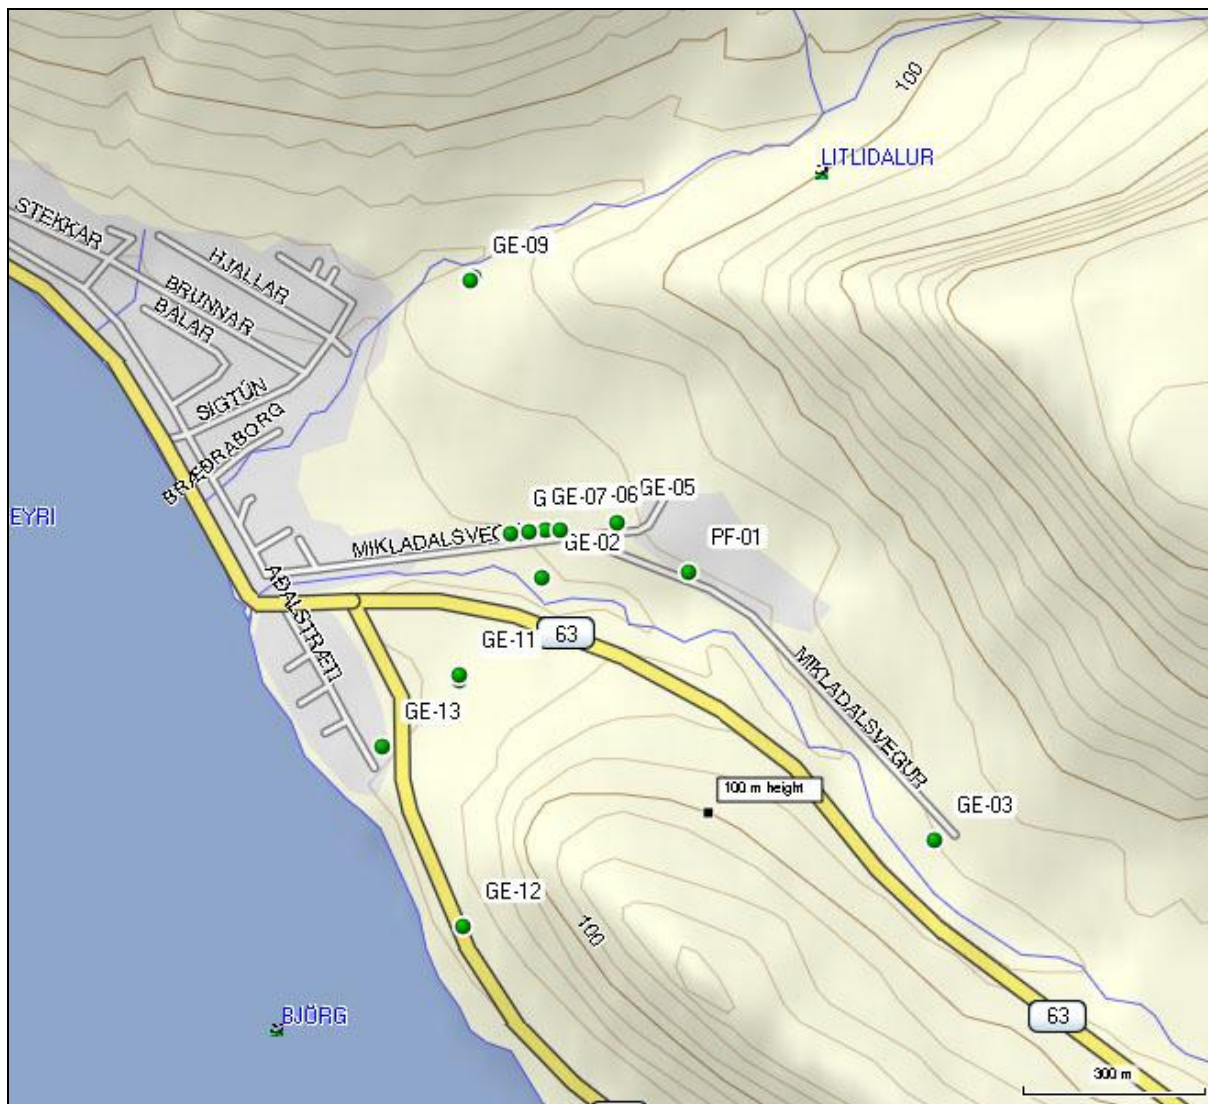 100
LITLIDALUR
STEKKAR
HJALLAR
GE-09
BRUNNAR
BALAR
SIGTÚN
BRÆÐRABORG
EYRI
G GE-07 -06 GE-05
MIKLADALSVEG
GE-02
PF-01
AÐALSTRÆTI
63
GE-11
MIKLADALSVEGUR
GE-13
100 m height
GE-03
GE-12
100
BJÖRG
63
300 m